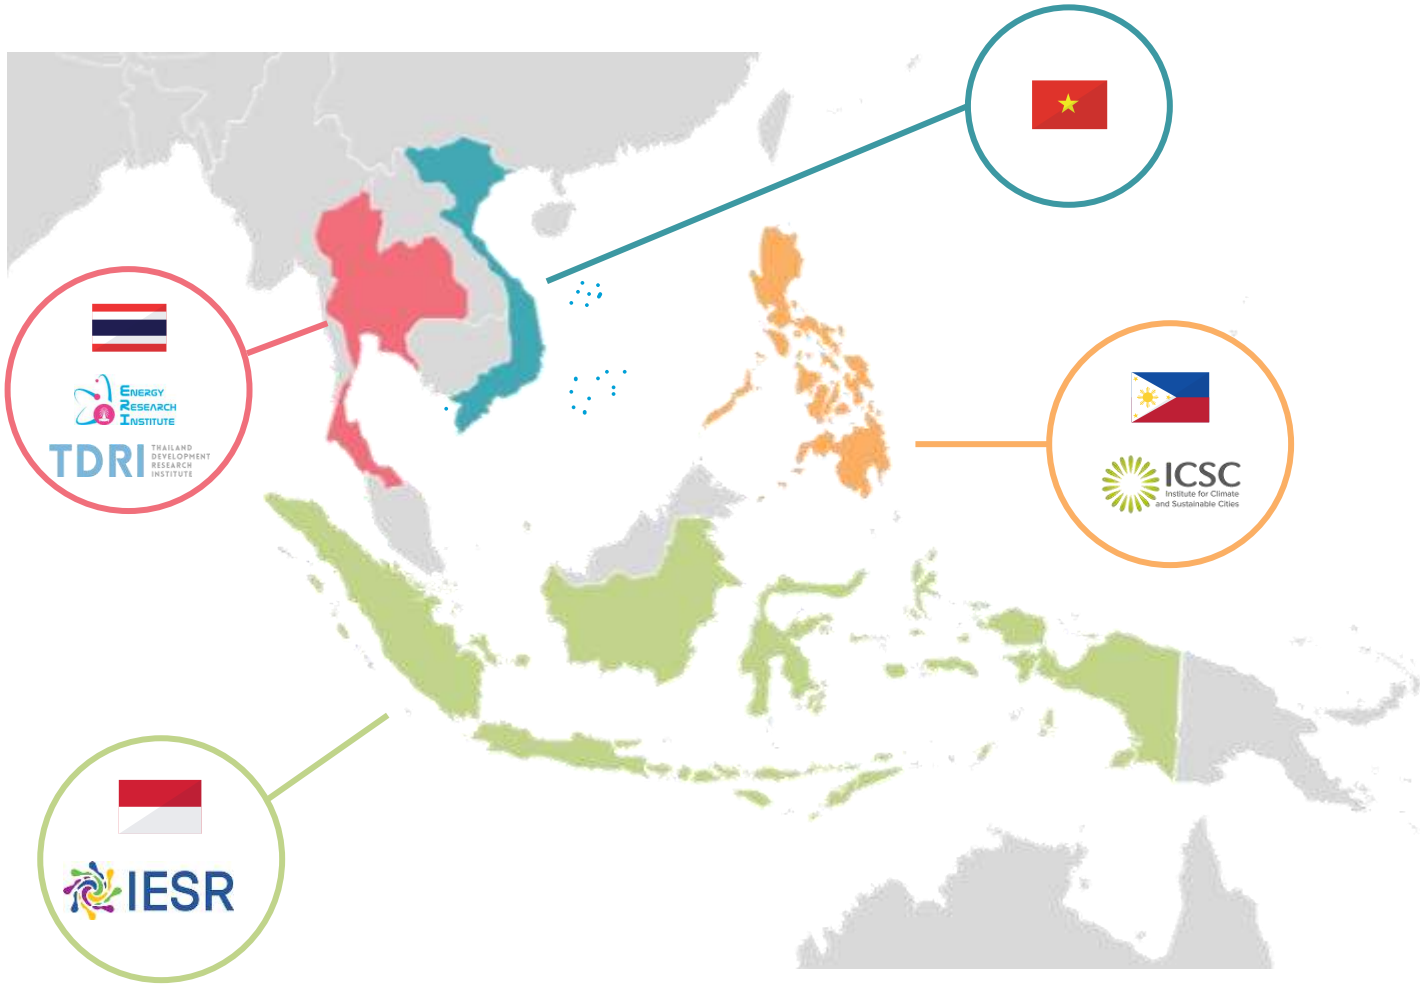 ENERGY
RESEARCH
INSTITUTE
TDRI
THAILAND
DEVELOPMENT
RESEARCH
INSTITUTE
ICSC
Institute for Climate
and Sustainable Cities
IESR